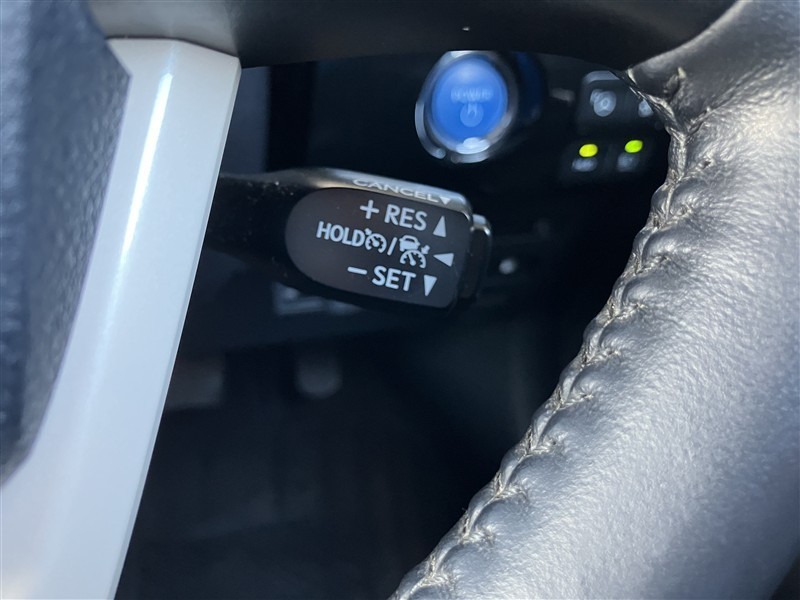 CANCEL▼
+ RES ▲
HOLD / ◀
− SET ▼